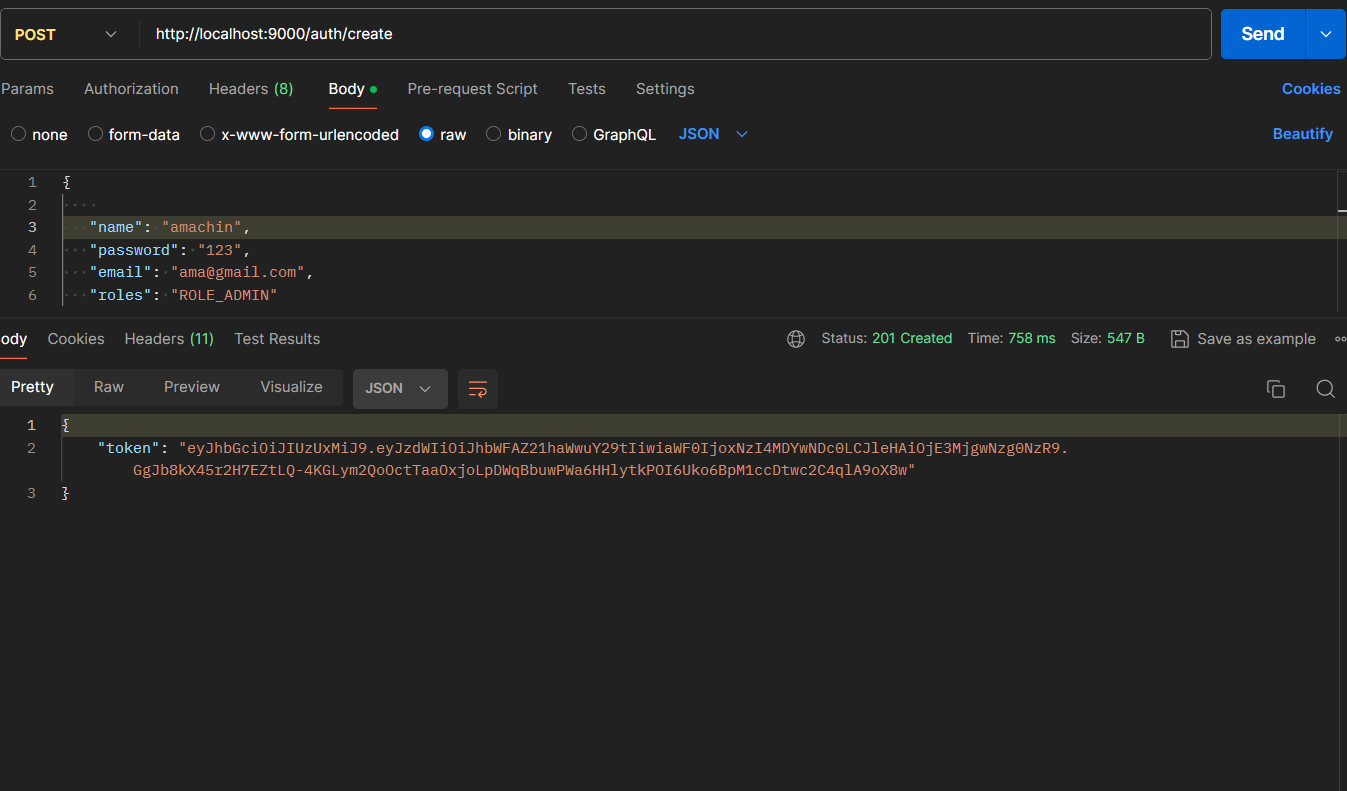 POST http://localhost:9000/auth/create Send
Params Authorization Headers (8) Body Pre-request Script Tests Settings Cookies
none form-data x-www-form-urlencoded raw binary GraphQL JSON Beautify
1 {
2
3 "name": "amachin",
4 "password": "123",
5 "email": "ama@gmail.com",
6 "roles": "ROLE_ADMIN"
ody Cookies Headers (11) Test Results Status: 201 Created Time: 758 ms Size: 547 B Save as example
Pretty Raw Preview Visualize JSON
1 {
2 "token": "eyJhbGciOiJIUzUxMiJ9.eyJzdWIiOiJhbWFAZ21haWwuY29tIiwiaWF0IjoxNzI4MDYwNDc0LCJleHAiOjE3MjgwNzg0NzR9.
GgJb8kX45r2H7EZtLQ-4KGLym2QoOctTaaOxjoLpDWqBbuwPWa6HHlytkPOI6Uko6BpM1ccDtwc2C4qlA9oX8w"
3 }